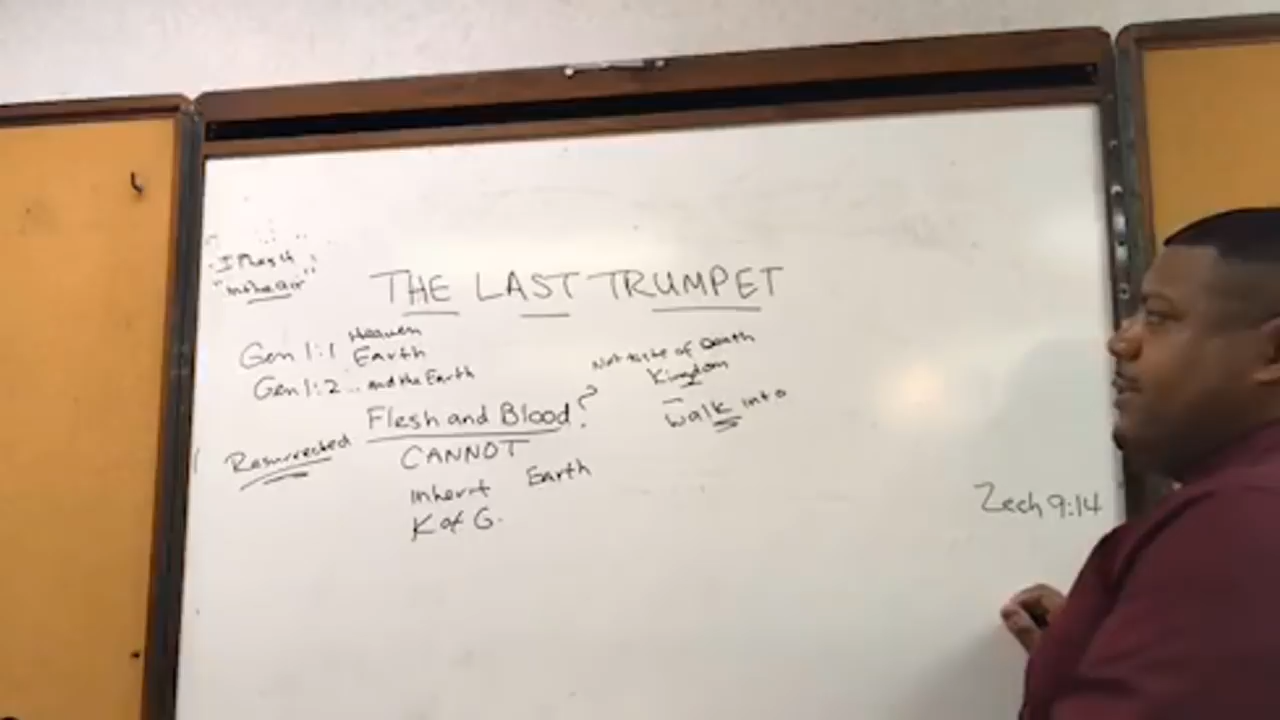 I Thess 4
"in the air"
THE LAST TRUMPET
Gen 1:1 Heaven
Earth
Gen 1:2 .. and the Earth
Not taste of Death
Kingdom
walk into
Flesh and Blood?
Resurrected
CANNOT
Inherit Earth
K of G.
Zech 9:14